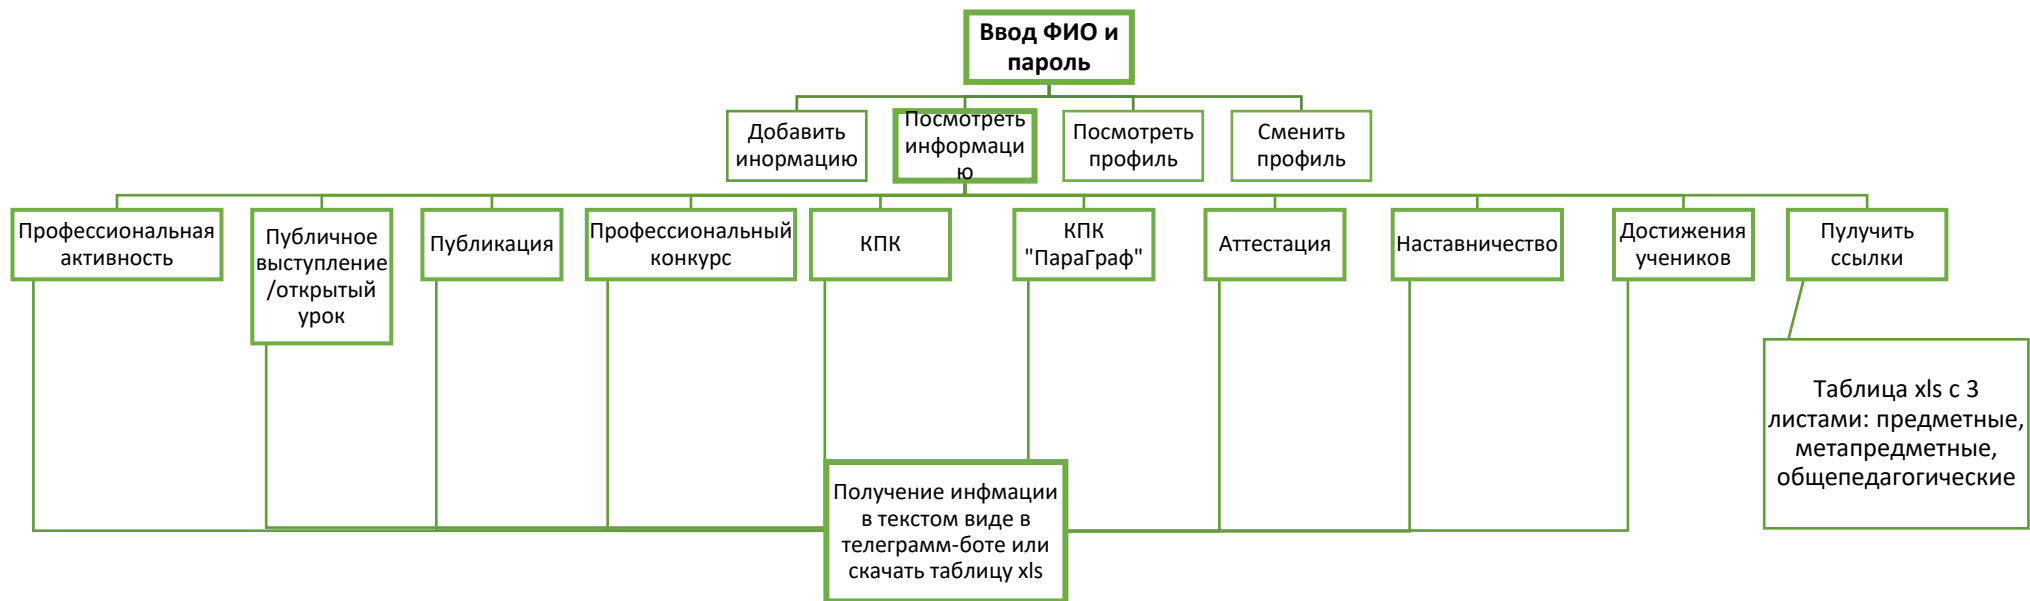 Ввод ФИО и
пароль
Добавить
инормацию
Посмотреть
информаци
ю
Посмотреть
профиль
Сменить
профиль
Профессиональная
активность
Публичное
выступление
/открытый
урок
Публикация
Профессиональный
конкурс
КПК
КПК
"ПараГраф"
Аттестация
Наставничество
Достижения
учеников
Пулучить
ссылки
Получение инфмации
в текстом виде в
телеграмм-боте или
скачать таблицу xls
Таблица xls с 3
листами: предметные,
метапредметные,
общепедагогические